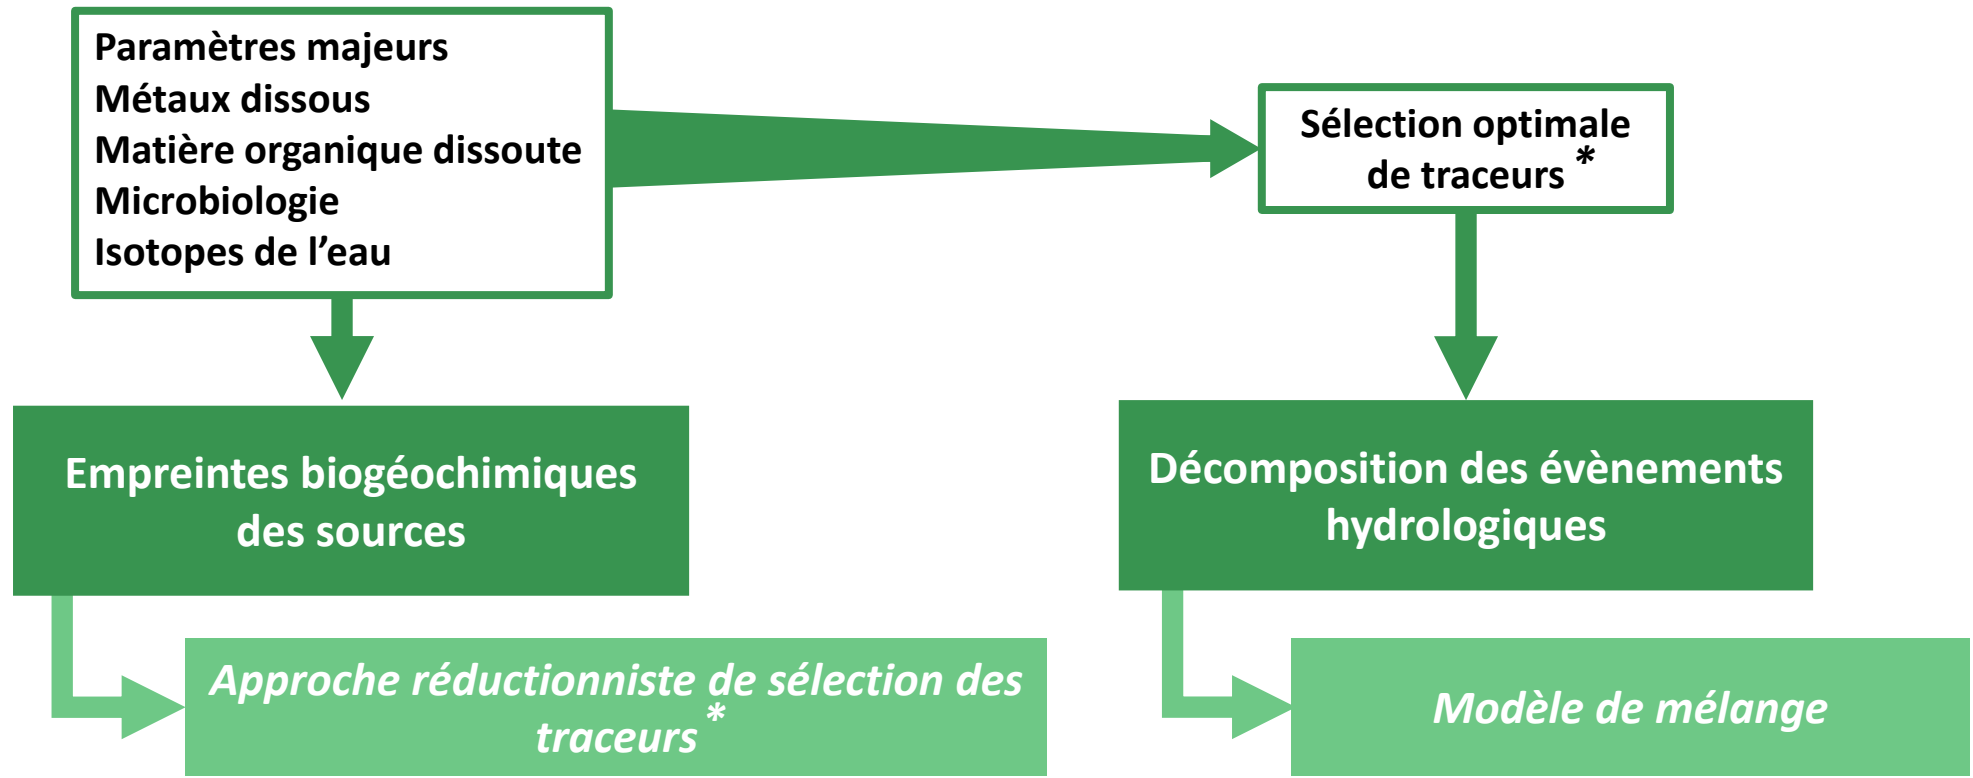 Paramètres majeurs
Métaux dissous
Matière organique dissoute
Microbiologie
Isotopes de l’eau
Sélection optimale
de traceurs *
Empreintes biogéochimiques
des sources
Décomposition des évènements
hydrologiques
Approche réductionniste de sélection des
traceurs *
Modèle de mélange